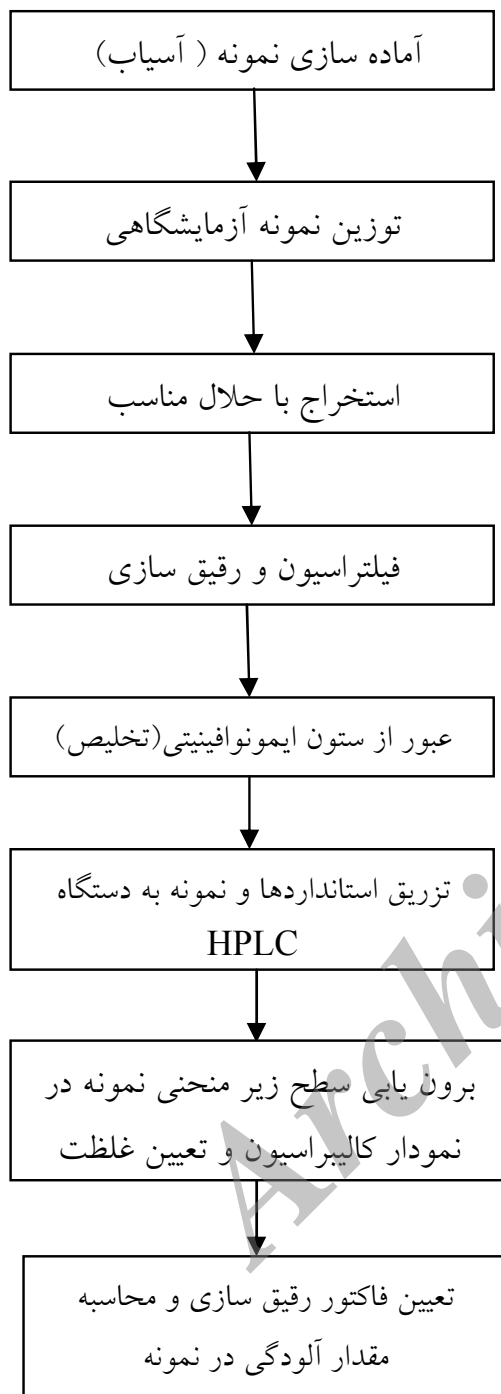 آماده سازی نمونه ( آسیاب)
توزین نمونه آزمایشگاهی
استخراج با حلال مناسب
فیلتراسیون و رقیق سازی
عبور از ستون ایمونوافینیتی(تخلیص)
تزریق استانداردها و نمونه به دستگاه
HPLC
برون یابی سطح زیر منحنی نمونه در
نمودار کالیبراسیون و تعیین غلظت
تعیین فاکتور رقیق سازی و محاسبه
مقدار آلودگی در نمونه
Archi